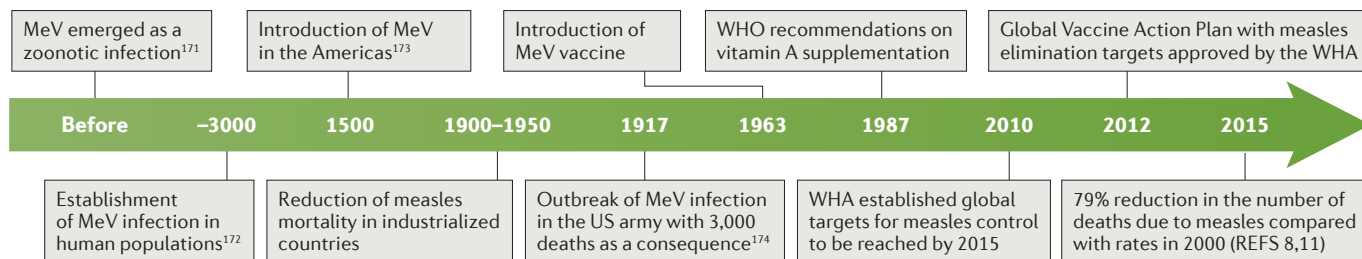 MeV emerged as a
zoonotic infection171
Introduction of MeV
in the Americas173
Introduction of
MeV vaccine
WHO recommendations on
vitamin A supplementation
Global Vaccine Action Plan with measles
elimination targets approved by the WHA
Before –3000 1500 1900–1950 1917 1963 1987 2010 2012 2015
Establishment
of MeV infection in
human populations172
Reduction of measles
mortality in industrialized
countries
Outbreak of MeV infection
in the US army with 3,000
deaths as a consequence174
WHA established global
targets for measles control
to be reached by 2015
79% reduction in the number of
deaths due to measles compared
with rates in 2000 (REFS 8,11)